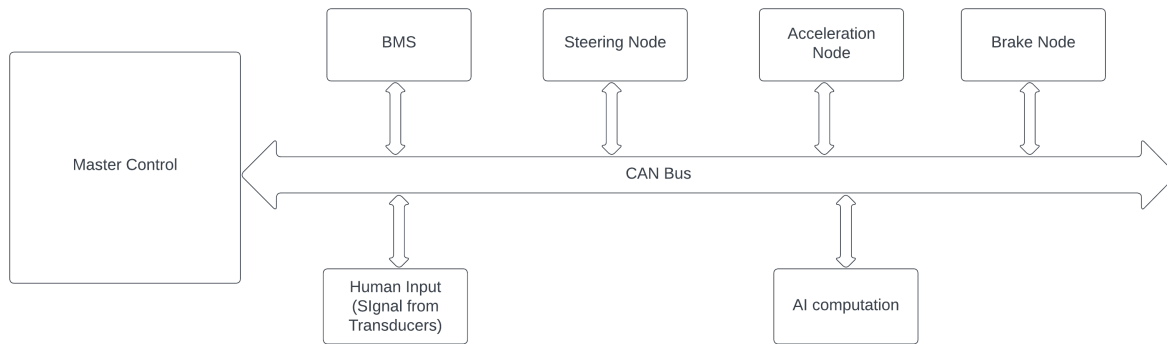 BMS
Steering Node
Acceleration
Node
Brake Node
Master Control
CAN Bus
Human Input
(SIgnal from
Transducers)
AI computation